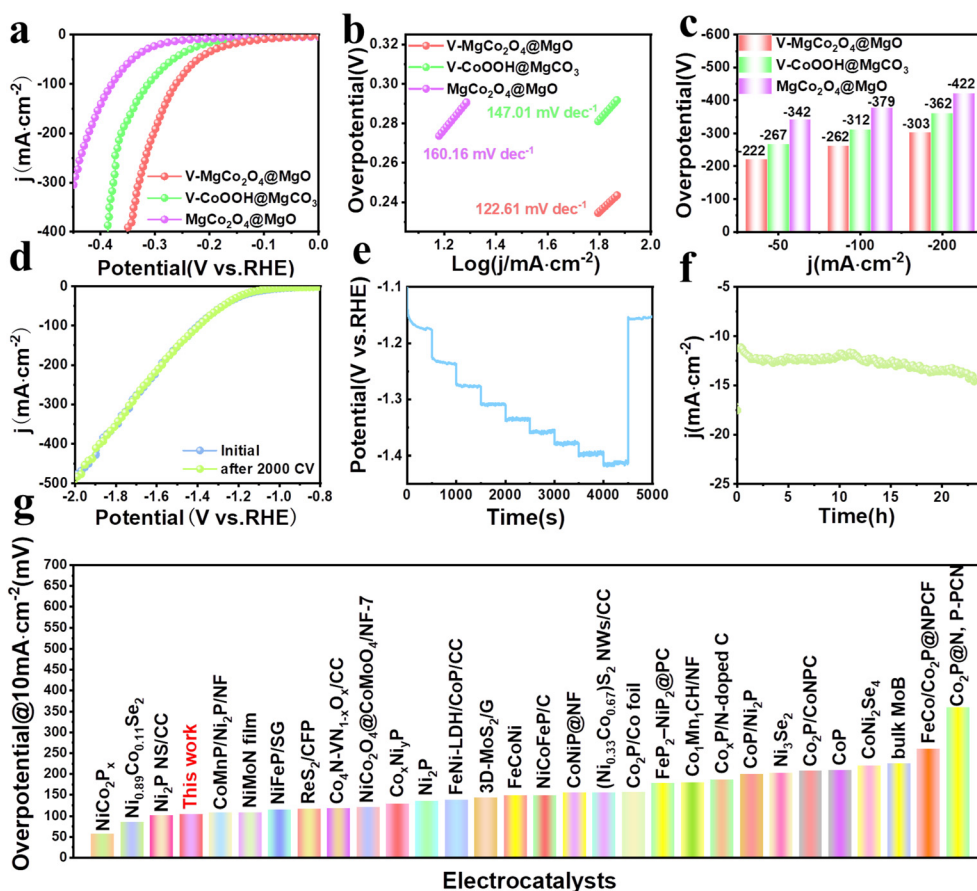 a
j (mA·cm⁻²)
0
-100
-200
-300
-400
V-MgCo₂O₄@MgO
V-CoOOH@MgCO₃
MgCo₂O₄@MgO
-0.4 -0.3 -0.2 -0.1 0.0
Potential(V vs.RHE)
b
Overpotential(V)
0.32
0.30
0.28
0.26
0.24
V-MgCo₂O₄@MgO
V-CoOOH@MgCO₃
MgCo₂O₄@MgO
147.01 mV dec⁻¹
160.16 mV dec⁻¹
122.61 mV dec⁻¹
1.2 1.4 1.6 1.8 2.0
Log(j/mA·cm⁻²)
c
Overpotential(V)
-600
-500
-400
-300
-200
-100
0
V-MgCo₂O₄@MgO
V-CoOOH@MgCO₃
MgCo₂O₄@MgO
-222 -267 -342
-262 -312 -379
-303 -362 -422
-50 -100 -200
j(mA·cm⁻²)
d
j (mA·cm⁻²)
0
-100
-200
-300
-400
-500
Initial
after 2000 CV
-2.0 -1.8 -1.6 -1.4 -1.2 -1.0 -0.8
Potential (V vs.RHE)
e
Potential(V vs.RHE)
-1.1
-1.2
-1.3
-1.4
0 1000 2000 3000 4000 5000
Time(s)
f
j(mA·cm⁻²)
-5
-10
-15
-20
-25
0 5 10 15 20
Time(h)
g
Overpotential@10mA·cm⁻²(mV)
700
650
600
550
500
450
400
350
300
250
200
150
100
50
0
NiCo₂Pₓ
Ni₀.₈₉Co₀.₁₁Se₂
Ni₂P NS/CC
This work
CoMnP/Ni₂P/NF
NiMoN film
NiFeP/SG
ReS₂/CFP
Co₄N-VN₁₋ₓOₓ/CC
NiCo₂O₄@CoMoO₄/NF-7
CoₓNiᵧP
Ni₂P
FeNi-LDH/CoP/CC
3D-MoS₂/G
FeCoNi
NiCoFeP/C
CoNiP@NF
(Ni₀.₃₃Co₀.₆₇)S₂ NWs/CC
Co₂P/Co foil
FeP₂–NiP₂@PC
Co₁Mn₁CH/NF
CoₓP/N-doped C
CoP/Ni₂P
Ni₃Se₂
Co₂P/CoNPC
CoP
CoNi₂Se₄
bulk MoB
FeCo/Co₂P@NPCF
Co₂P@N, P-PCN
Electrocatalysts